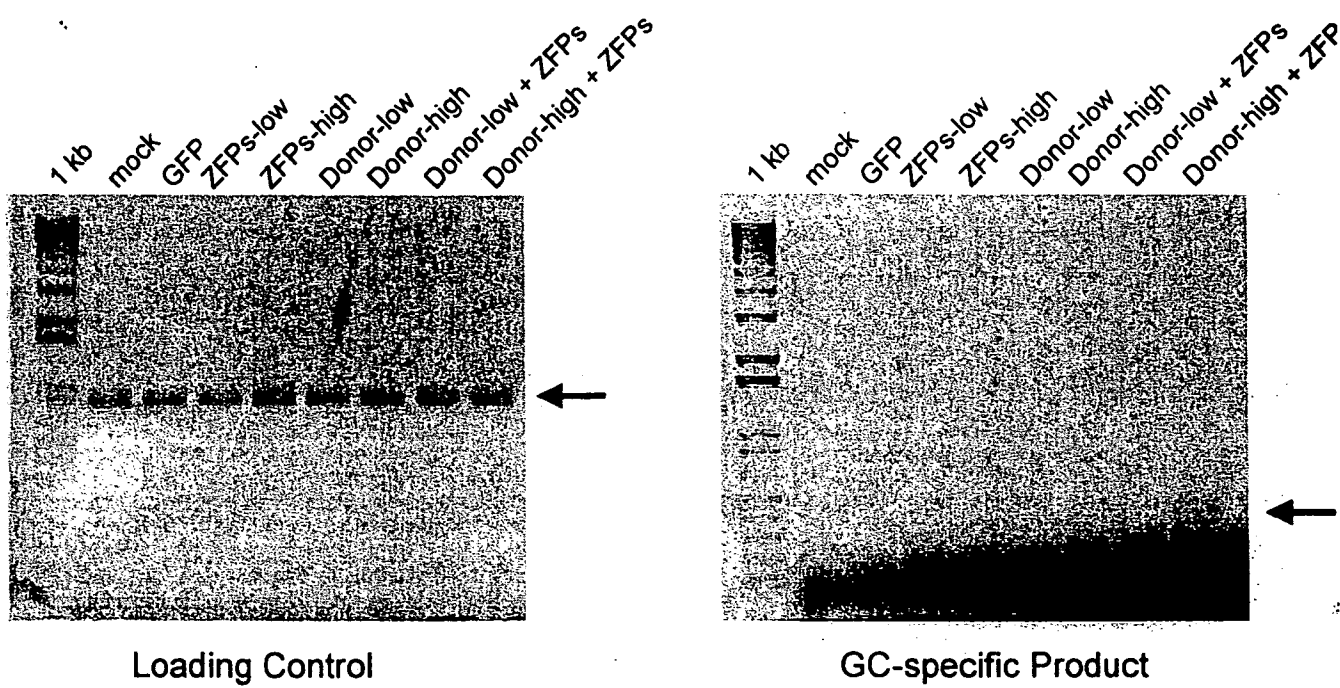 1 kb
mock
GFP
ZFPs-low
ZFPs-high
Donor-low
Donor-high
Donor-low + ZFPs
Donor-high + ZFPs
1 kb
mock
GFP
ZFPs-low
ZFPs-high
Donor-low
Donor-high
Donor-low + ZFPs
Donor-high + ZFP
Loading Control
GC-specific Product